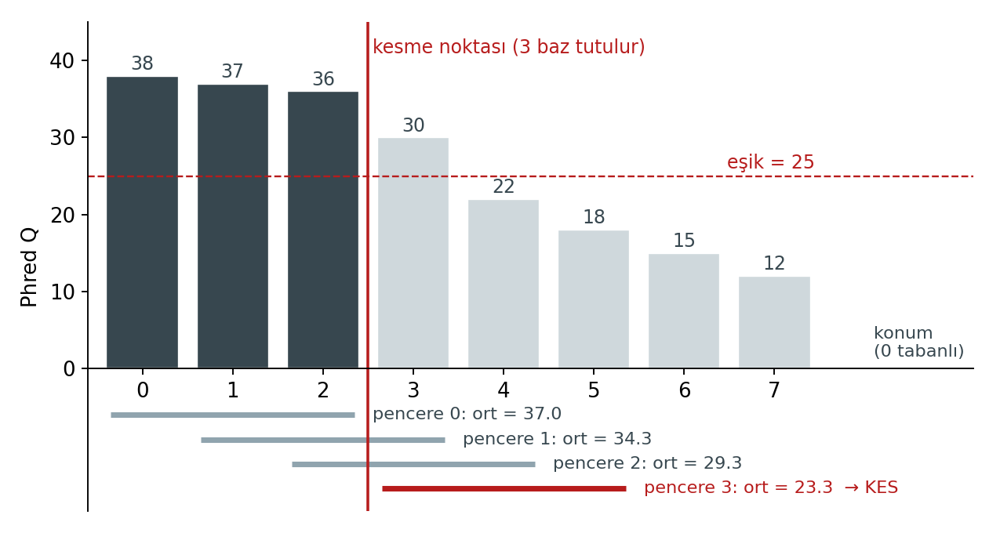 kesme noktası (3 baz tutulur)
40
38
37
36
30
30
eşik = 25
22
20
18
15
12
10
Phred Q
konum
(0 tabanlı)
0
0 1 2 3 4 5 6 7
pencere 0: ort = 37.0
pencere 1: ort = 34.3
pencere 2: ort = 29.3
pencere 3: ort = 23.3 → KES